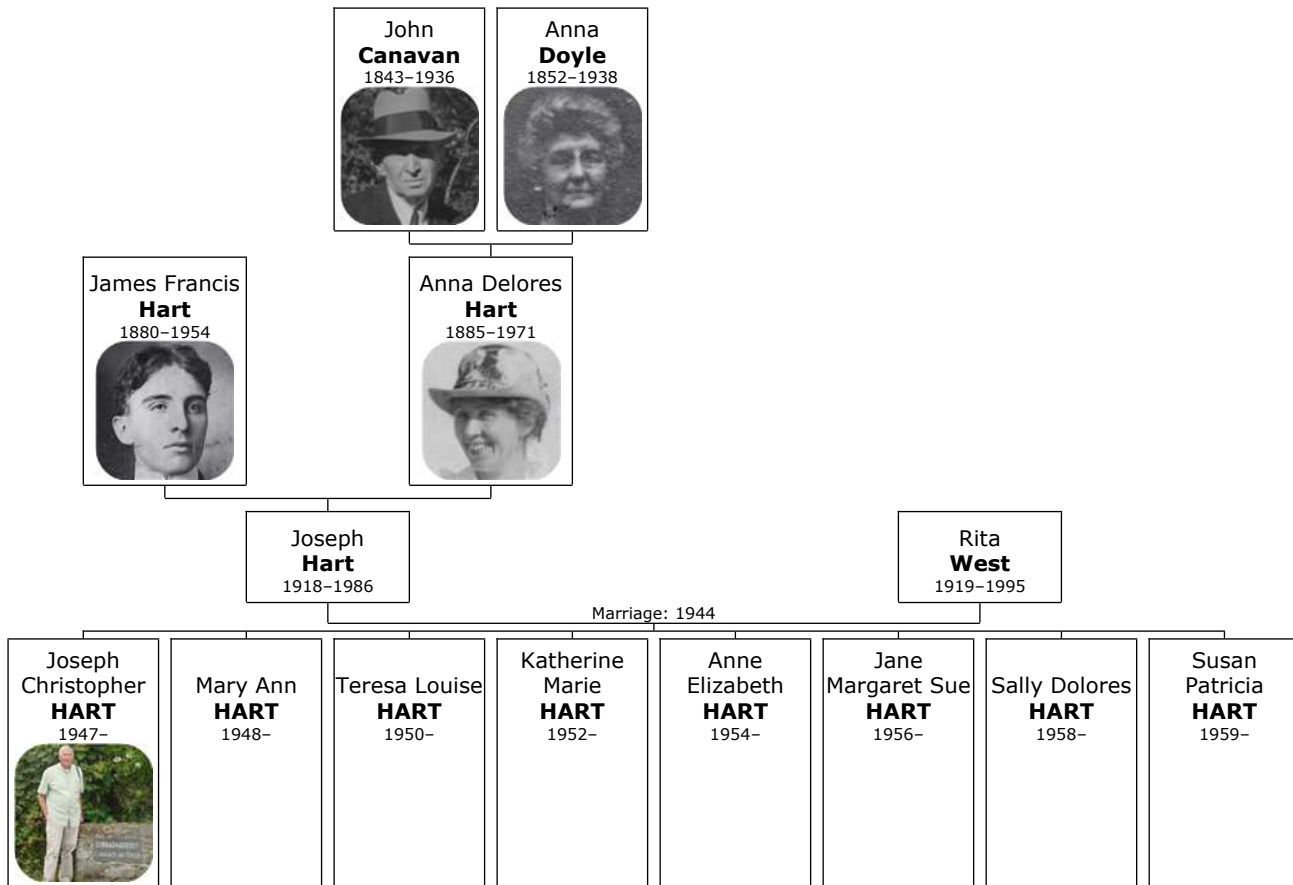 John
Canavan
1843–1936
Anna
Doyle
1852–1938
James Francis
Hart
1880–1954
Anna Delores
Hart
1885–1971
Joseph
Hart
1918–1986
Rita
West
1919–1995
Marriage: 1944
Joseph
Christopher
HART
1947–
Mary Ann
HART
1948–
Teresa Louise
HART
1950–
Katherine
Marie
HART
1952–
Anne
Elizabeth
HART
1954–
Jane
Margaret Sue
HART
1956–
Sally Dolores
HART
1958–
Susan
Patricia
HART
1959–